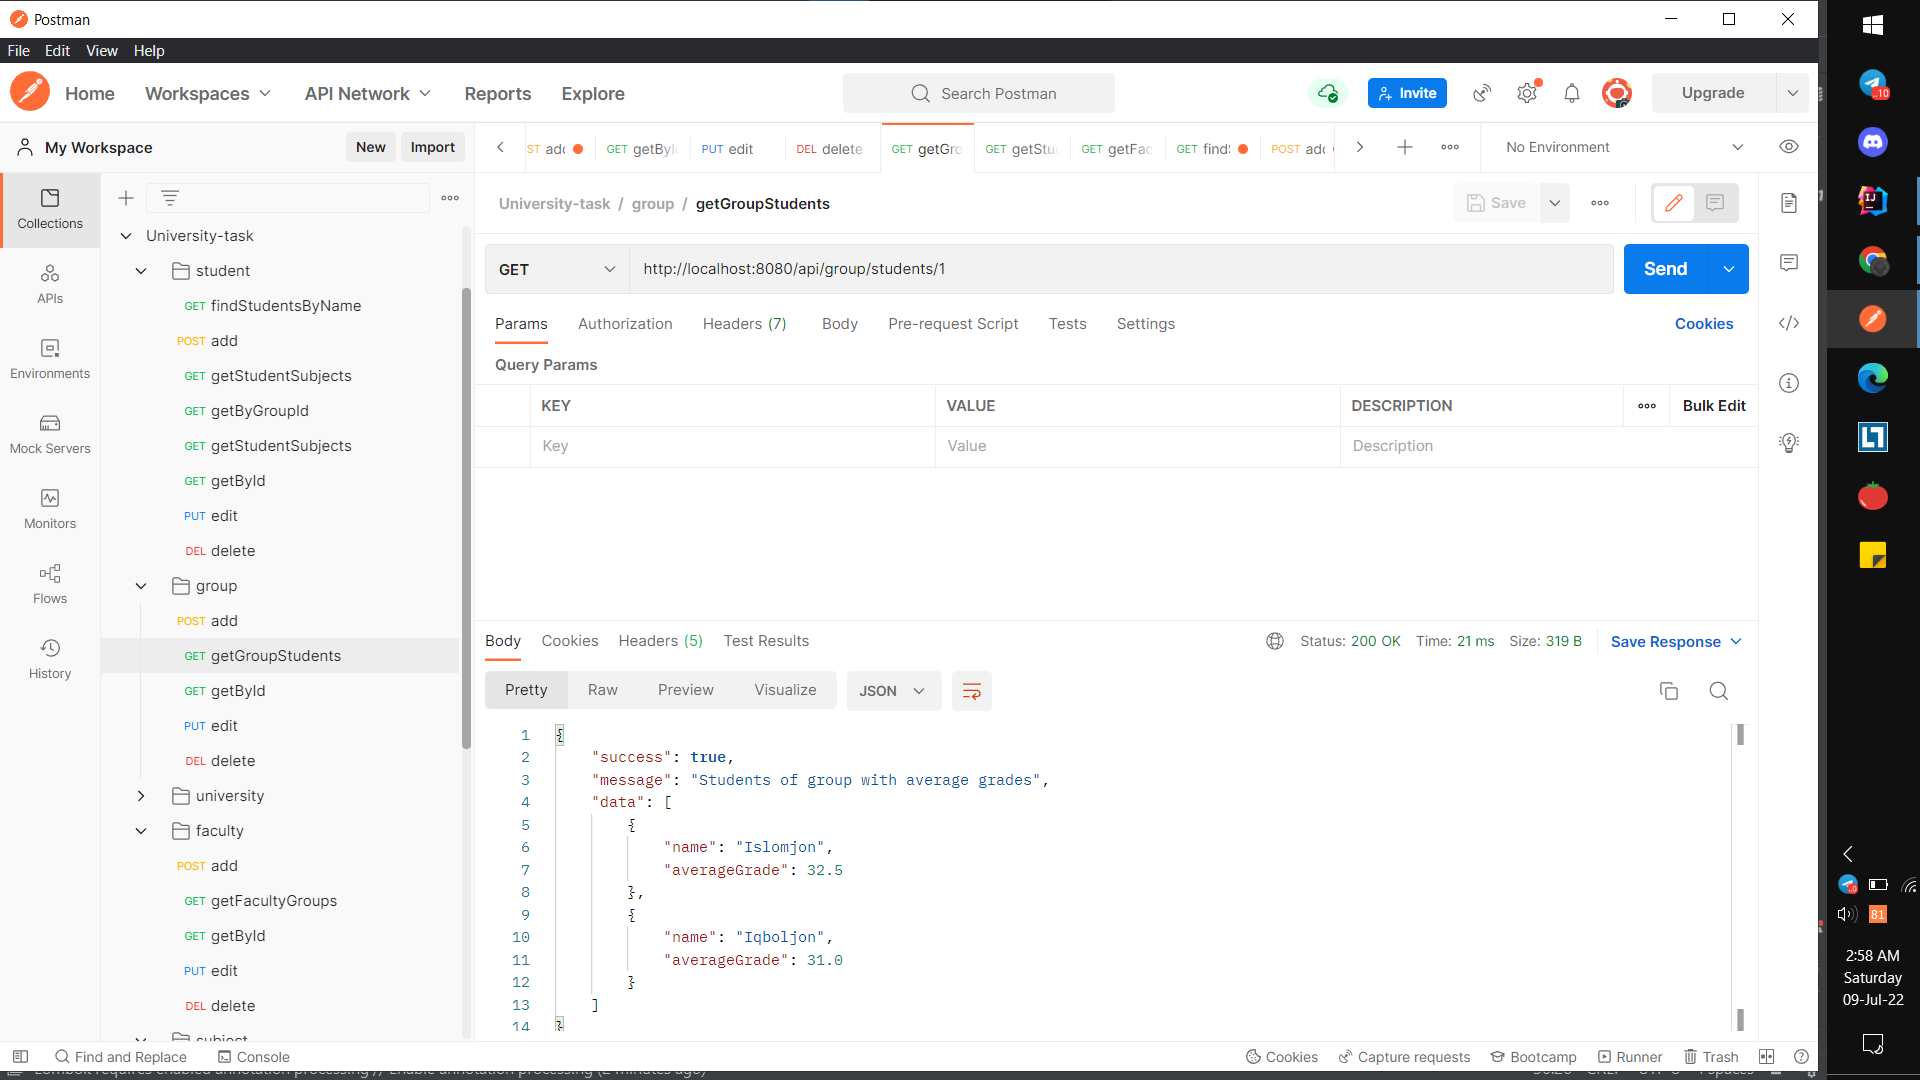 Postman
File Edit View Help
Home Workspaces API Network Reports Explore
Search Postman
Invite
Upgrade
My Workspace
New Import
add
GET getById
PUT edit
DEL delete
GET getGro
GET getStu
GET getFac
GET find
POST add
No Environment
Collections
APIs
Environments
Mock Servers
Monitors
Flows
History
University-task
student
GET findStudentsByName
POST add
GET getStudentSubjects
GET getByGroupId
GET getStudentSubjects
GET getById
PUT edit
DEL delete
group
POST add
GET getGroupStudents
GET getById
PUT edit
DEL delete
university
faculty
POST add
GET getFacultyGroups
GET getById
PUT edit
DEL delete
subject
University-task / group / getGroupStudents
Save
GET http://localhost:8080/api/group/students/1 Send
Params Authorization Headers (7) Body Pre-request Script Tests Settings Cookies
Query Params
KEY VALUE DESCRIPTION Bulk Edit
Key Value Description
Body Cookies Headers (5) Test Results
Status: 200 OK Time: 21 ms Size: 319 B Save Response
Pretty Raw Preview Visualize JSON
1 {
2 "success": true,
3 "message": "Students of group with average grades",
4 "data": [
5 {
6 "name": "Islomjon",
7 "averageGrade": 32.5
8 },
9 {
10 "name": "Iqboljon",
11 "averageGrade": 31.0
12 }
13 ]
14 }
Find and Replace Console
Cookies Capture requests Bootcamp Runner Trash
10
81
2:58 AM
Saturday
09-Jul-22